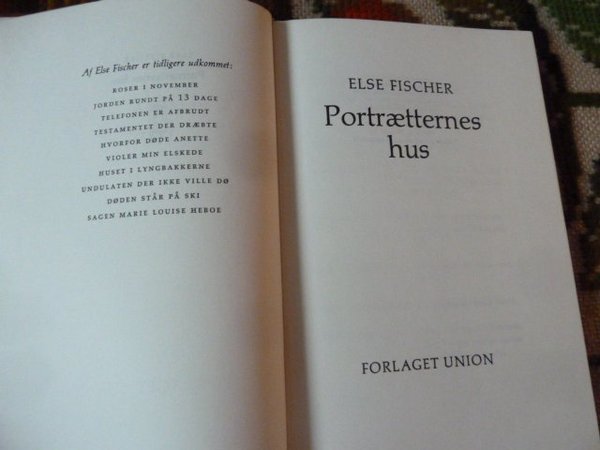 Af Else Fischer er tidligere udkommet:
ROSER I NOVEMBER
JORDEN RUNDT PÅ 13 DAGE
TELEFONEN ER AFBRUDT
TESTAMENTET DER DRÆBTE
HVORFOR DØDE ANETTE
VIOLER MIN ELSKEDE
HUSET I LYNGBAKKERNE
UNDULATEN DER IKKE VILLE DØ
DØDEN STÅR PÅ SKI
SAGEN MARIE LOUISE HEBOE
ELSE FISCHER
Portrætternes
hus
FORLAGET UNION